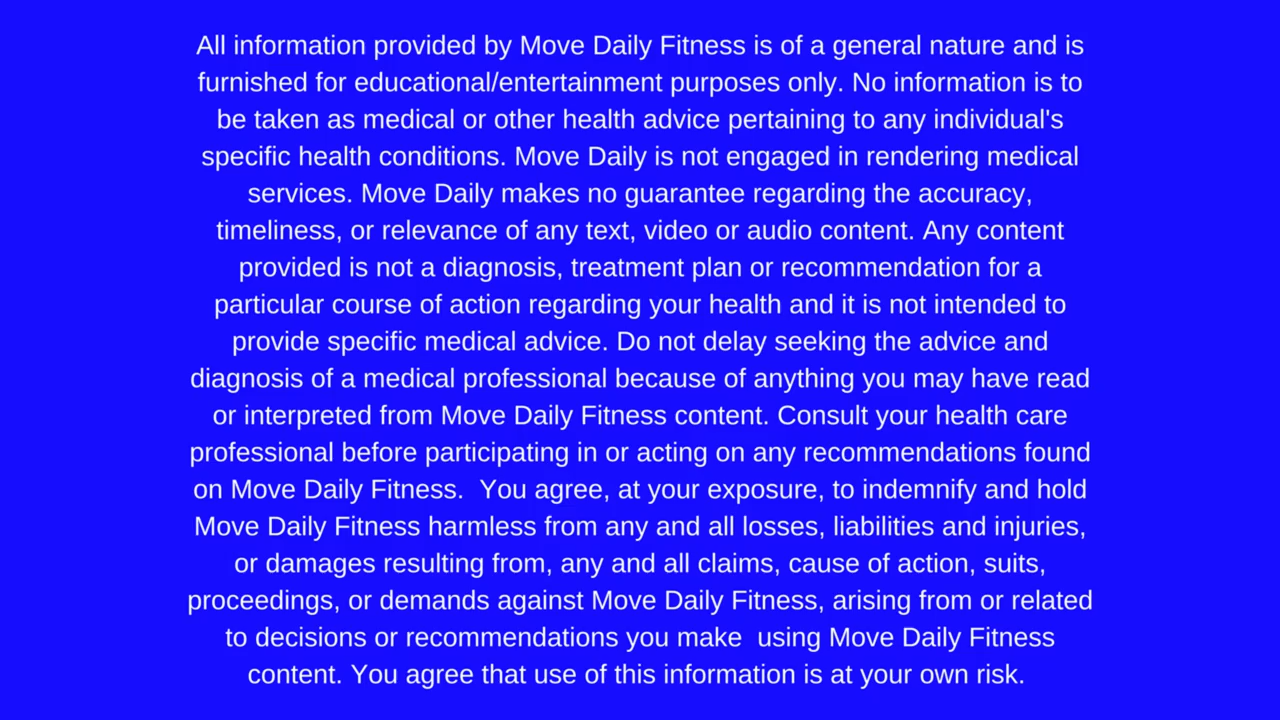 All information provided by Move Daily Fitness is of a general nature and is
furnished for educational/entertainment purposes only. No information is to
be taken as medical or other health advice pertaining to any individual's
specific health conditions. Move Daily is not engaged in rendering medical
services. Move Daily makes no guarantee regarding the accuracy,
timeliness, or relevance of any text, video or audio content. Any content
provided is not a diagnosis, treatment plan or recommendation for a
particular course of action regarding your health and it is not intended to
provide specific medical advice. Do not delay seeking the advice and
diagnosis of a medical professional because of anything you may have read
or interpreted from Move Daily Fitness content. Consult your health care
professional before participating in or acting on any recommendations found
on Move Daily Fitness.  You agree, at your exposure, to indemnify and hold
Move Daily Fitness harmless from any and all losses, liabilities and injuries,
or damages resulting from, any and all claims, cause of action, suits,
proceedings, or demands against Move Daily Fitness, arising from or related
to decisions or recommendations you make  using Move Daily Fitness
content. You agree that use of this information is at your own risk.